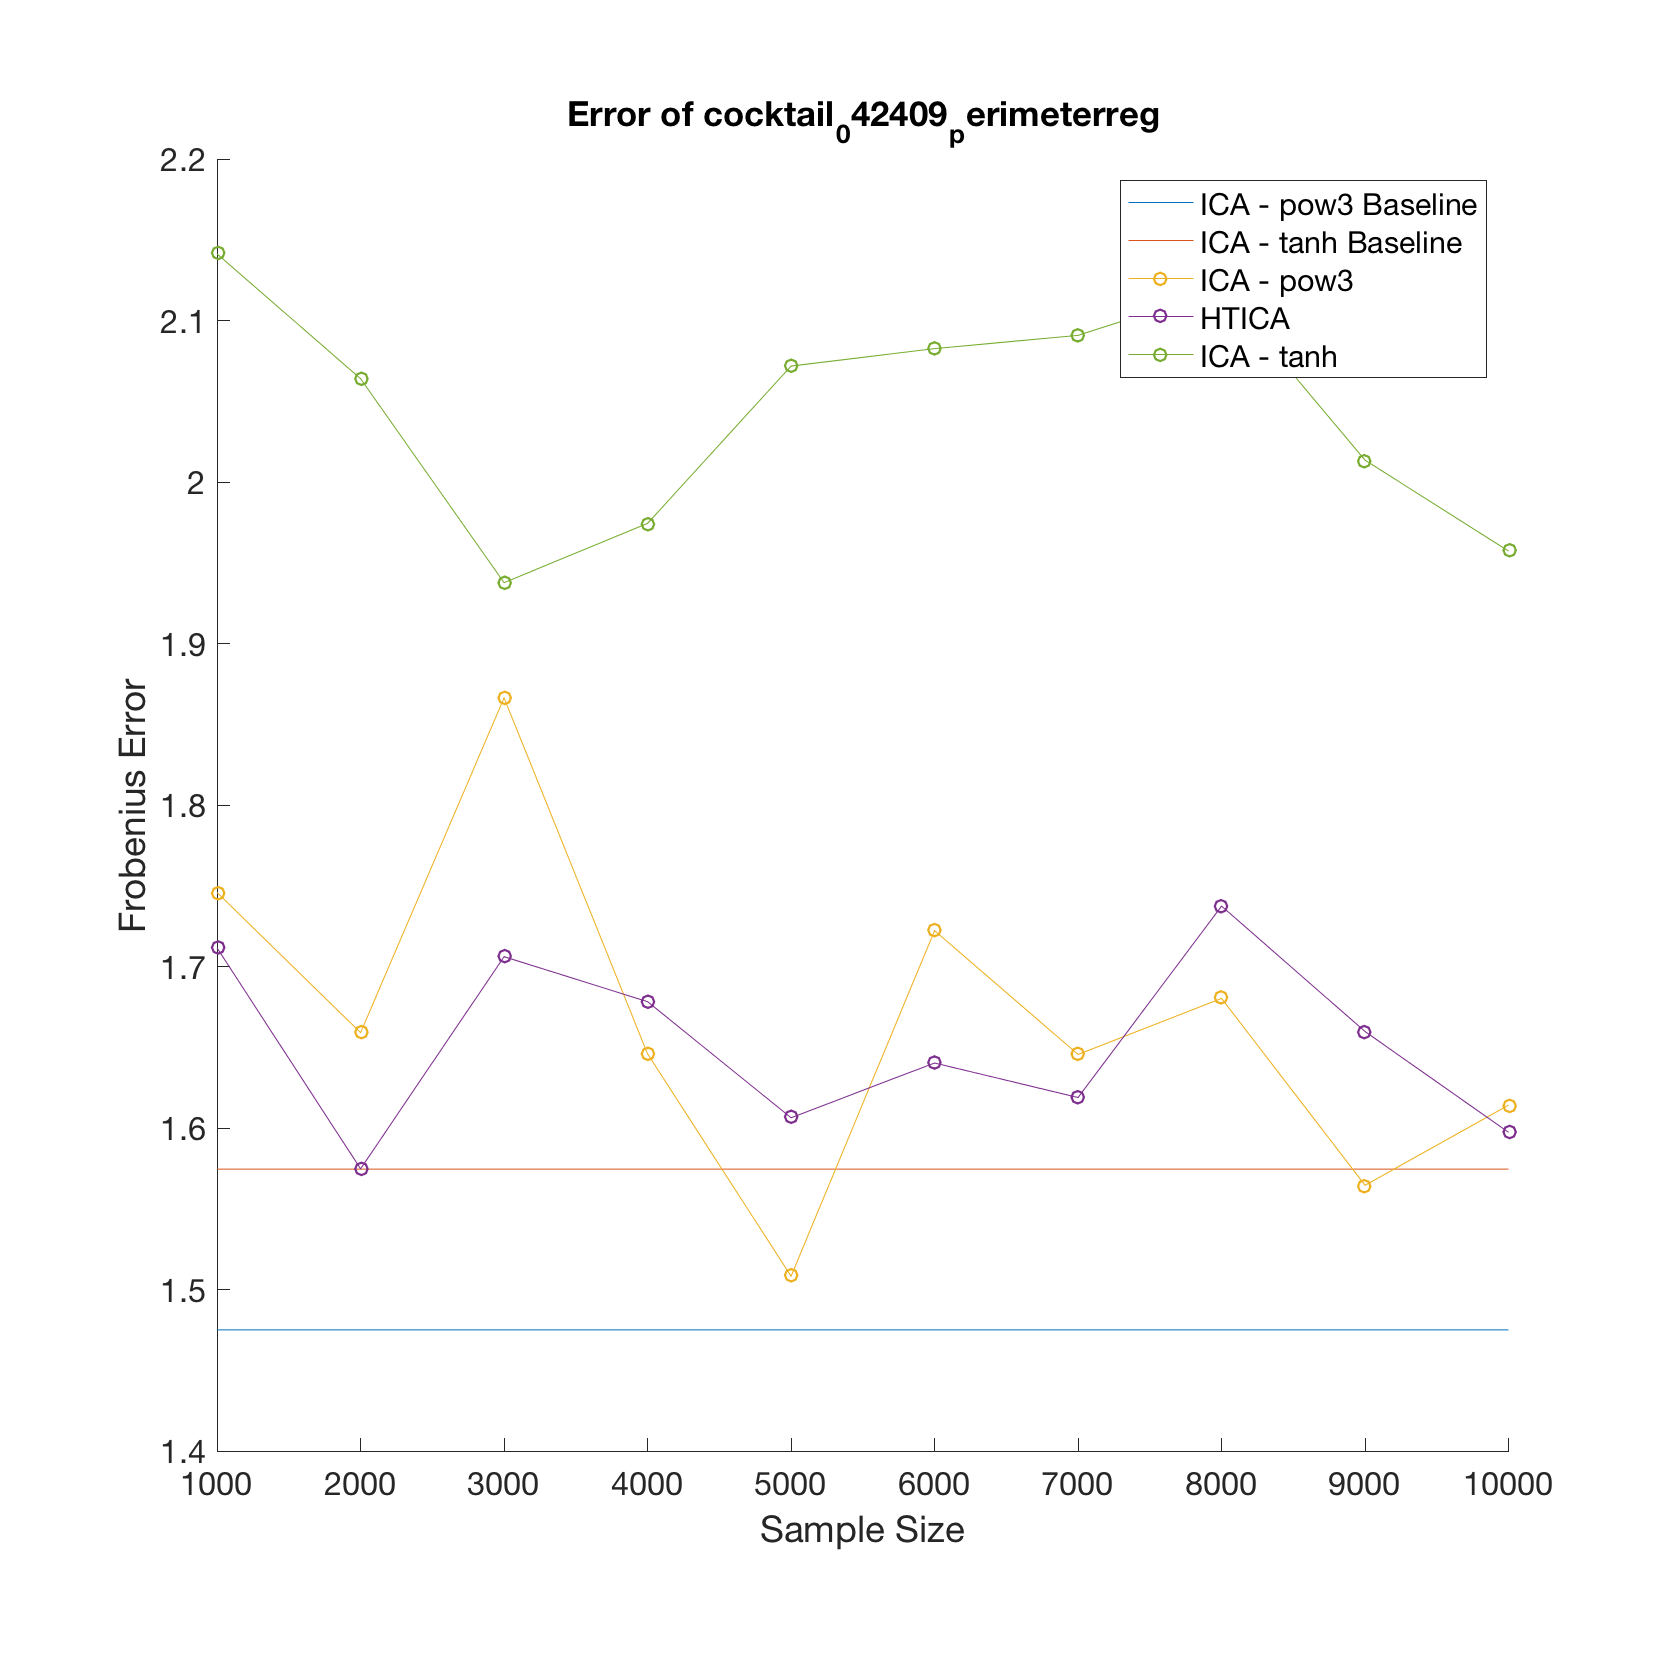 Error of cocktail_042409_perimeterreg
2.2
2.1
2
1.9
1.8
1.7
1.6
1.5
1.4
Frobenius Error
ICA - pow3 Baseline
ICA - tanh Baseline
ICA - pow3
HTICA
ICA - tanh
1000 2000 3000 4000 5000 6000 7000 8000 9000 10000
Sample Size